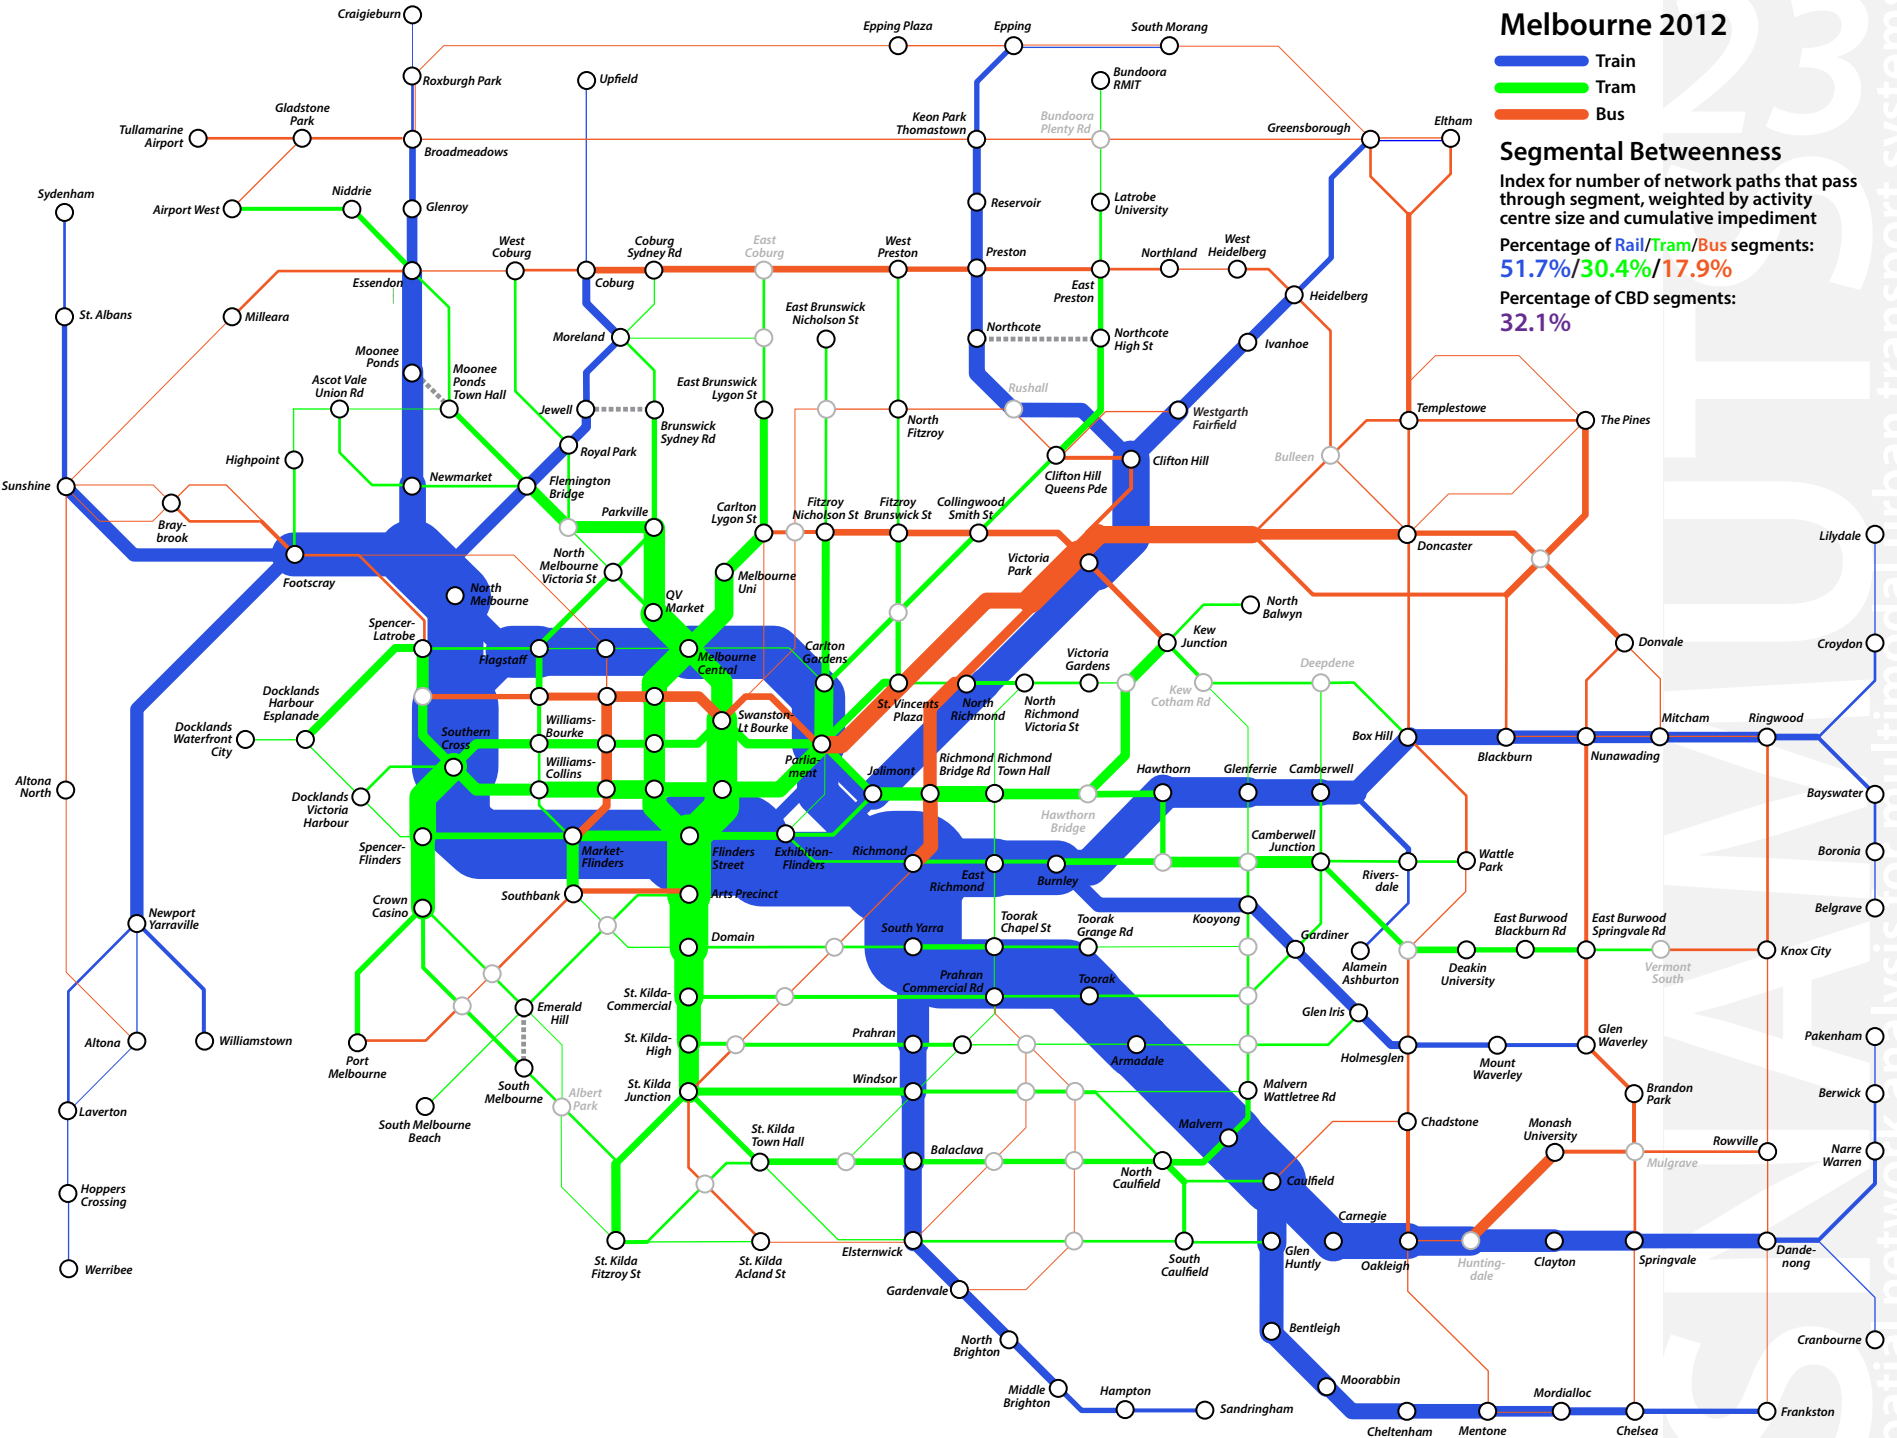 Melbourne 2012
Train
Tram
Bus
Segmental Betweenness
Index for number of network paths that pass
through segment, weighted by activity
centre size and cumulative impediment
Percentage of Rail/Tram/Bus segments:
51.7%/30.4%/17.9%
Percentage of CBD segments:
32.1%
23
Craigieburn
Epping Plaza
Epping
South Morang
Roxburgh Park
Upfield
Bundoora
RMIT
Gladstone
Park
Tullamarine
Airport
Broadmeadows
Keon Park
Thomastown
Bundoora
Plenty Rd
Greensborough
Eltham
Sydenham
Niddrie
Airport West
Glenroy
Reservoir
Latrobe
University
West
Coburg
Coburg
Sydney Rd
East
Coburg
West
Preston
Preston
Northland
West
Heidelberg
Essendon
Coburg
East
Preston
Heidelberg
St. Albans
Milleara
East Brunswick
Nicholson St
Moreland
Northcote
Northcote
High St
Ivanhoe
Moonee
Ponds
Moonee
Ponds
Town Hall
Ascot Vale
Union Rd
East Brunswick
Lygon St
Rushall
Jewell
Brunswick
Sydney Rd
North
Fitzroy
Westgarth
Fairfield
Templestowe
The Pines
Highpoint
Royal Park
Clifton Hill
Queens Pde
Clifton Hill
Bulleen
Sunshine
Newmarket
Flemington
Bridge
Bray-
brook
Parkville
Carlton
Lygon St
Fitzroy
Nicholson St
Fitzroy
Brunswick St
Collingwood
Smith St
Doncaster
Lilydale
Footscray
North
Melbourne
Victoria St
Melbourne
Uni
Victoria
Park
North
Melbourne
QV
Market
North
Balwyn
Spencer-
Latrobe
Flagstaff
Melbourne
Central
Carlton
Gardens
Kew
Junction
Donvale
Croydon
Victoria
Gardens
Deepdene
Kew
Cotham Rd
Docklands
Harbour
Esplanade
St. Vincents
Plaza
North
Richmond
North
Richmond
Victoria St
Docklands
Waterfront
City
Southern
Cross
Williams-
Bourke
Swanston-
Lt Bourke
Box Hill
Blackburn
Nunawading
Mitcham
Ringwood
Williams-
Collins
Parlia-
ment
Jolimont
Richmond
Bridge Rd
Richmond
Town Hall
Hawthorn
Glenferrie
Camberwell
Altona
North
Docklands
Victoria
Harbour
Bayswater
Hawthorn
Bridge
Spencer-
Flinders
Market-
Flinders
Flinders
Street
Exhibition-
Flinders
Richmond
East
Richmond
Burnley
Camberwell
Junction
Rivers-
dale
Wattle
Park
Boronia
Crown
Casino
Southbank
Arts Precinct
Newport
Yarraville
Kooyong
Belgrave
Domain
South Yarra
Toorak
Chapel St
Toorak
Grange Rd
Gardiner
Alamein
Ashburton
Deakin
University
East Burwood
Blackburn Rd
East Burwood
Springvale Rd
Vermont
South
Knox City
St. Kilda-
Commercial
Prahran
Commercial Rd
Toorak
Emerald
Hill
Glen Iris
Altona
Williamstown
Port
Melbourne
St. Kilda-
High
Prahran
Armadale
Holmesglen
Mount
Waverley
Glen
Waverley
Pakenham
South
Melbourne
Albert
Park
St. Kilda
Junction
Windsor
Malvern
Wattletree Rd
Brandon
Park
Berwick
Laverton
South Melbourne
Beach
St. Kilda
Town Hall
Balaclava
North
Caulfield
Malvern
Chadstone
Monash
University
Mulgrave
Rowville
Narre
Warren
Hoppers
Crossing
Caulfield
Werribee
St. Kilda
Fitzroy St
St. Kilda
Acland St
Elsternwick
South
Caulfield
Glen
Huntly
Carnegie
Oakleigh
Hunting-
dale
Clayton
Springvale
Dande-
nong
Gardenvale
Bentleigh
Cranbourne
North
Brighton
Middle
Brighton
Hampton
Sandringham
Moorabbin
Cheltenham
Mentone
Mordialloc
Chelsea
Frankston